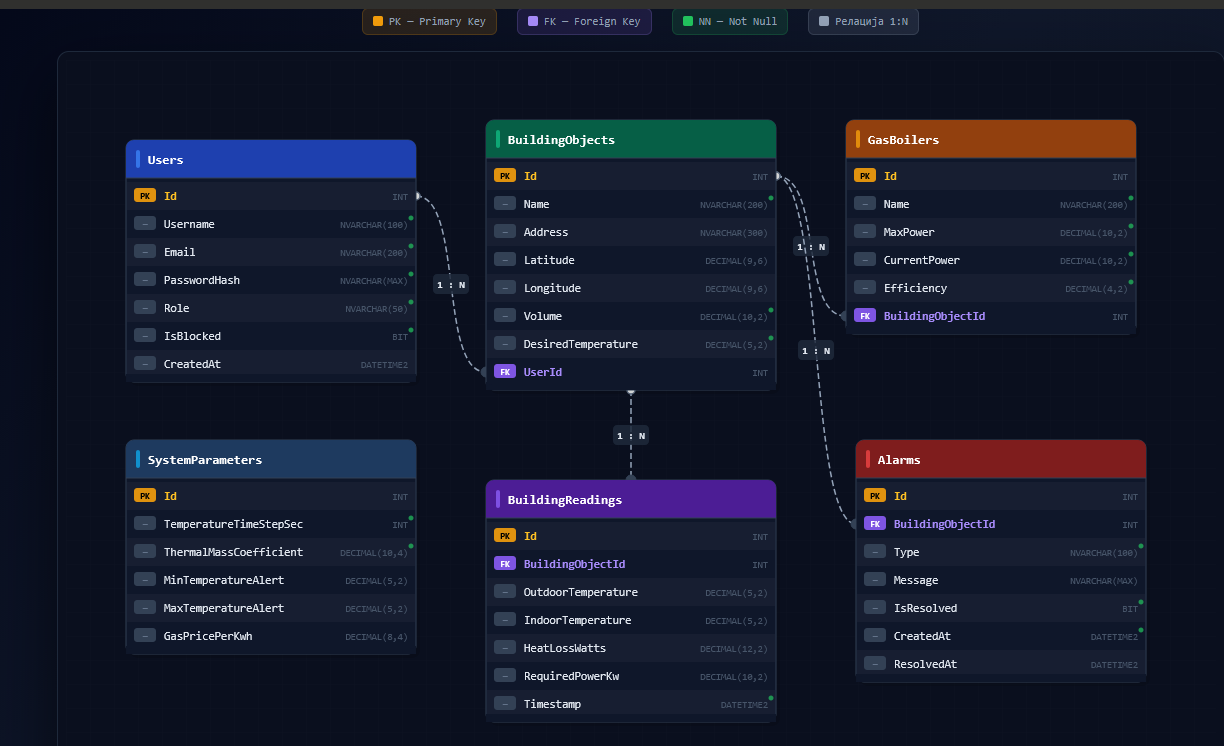 PK — Primary Key
FK — Foreign Key
NN — Not Null
Релација 1:N
Users
PK Id INT
— Username NVARCHAR(100)
— Email NVARCHAR(200)
— PasswordHash NVARCHAR(MAX)
— Role NVARCHAR(50)
— IsBlocked BIT
— CreatedAt DATETIME2
1 : N
BuildingObjects
PK Id INT
— Name NVARCHAR(200)
— Address NVARCHAR(300)
— Latitude DECIMAL(9,6)
— Longitude DECIMAL(9,6)
— Volume DECIMAL(10,2)
— DesiredTemperature DECIMAL(5,2)
FK UserId INT
1 : N
1 : N
GasBoilers
PK Id INT
— Name NVARCHAR(200)
— MaxPower DECIMAL(10,2)
— CurrentPower DECIMAL(10,2)
— Efficiency DECIMAL(4,2)
FK BuildingObjectId INT
1 : N
SystemParameters
PK Id INT
— TemperatureTimeStepSec INT
— ThermalMassCoefficient DECIMAL(10,4)
— MinTemperatureAlert DECIMAL(5,2)
— MaxTemperatureAlert DECIMAL(5,2)
— GasPricePerKwh DECIMAL(8,4)
BuildingReadings
PK Id INT
FK BuildingObjectId INT
— OutdoorTemperature DECIMAL(5,2)
— IndoorTemperature DECIMAL(5,2)
— HeatLossWatts DECIMAL(12,2)
— RequiredPowerKw DECIMAL(10,2)
— Timestamp DATETIME2
Alarms
PK Id INT
FK BuildingObjectId INT
— Type NVARCHAR(100)
— Message NVARCHAR(MAX)
— IsResolved BIT
— CreatedAt DATETIME2
— ResolvedAt DATETIME2